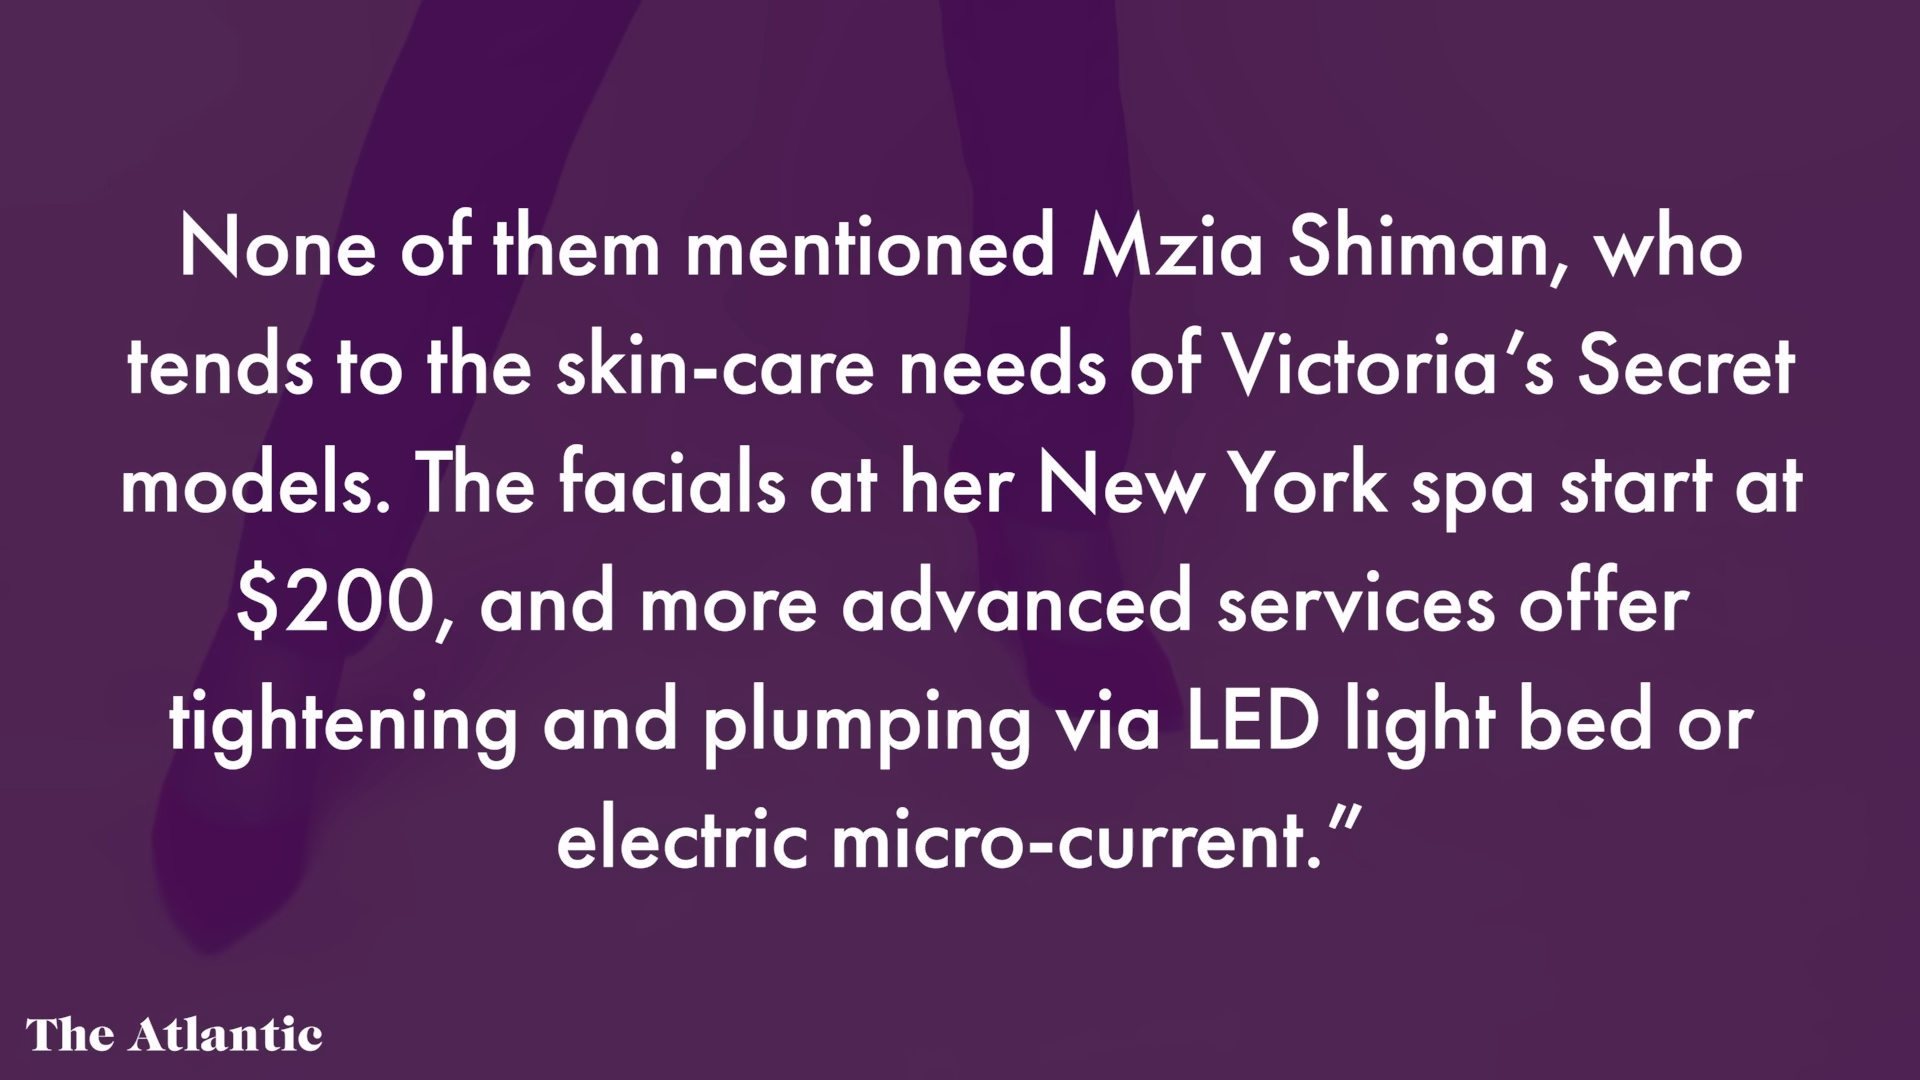 None of them mentioned Mzia Shiman, who
tends to the skin-care needs of Victoria’s Secret
models. The facials at her New York spa start at
$200, and more advanced services offer
tightening and plumping via LED light bed or
electric micro-current.”
The Atlantic